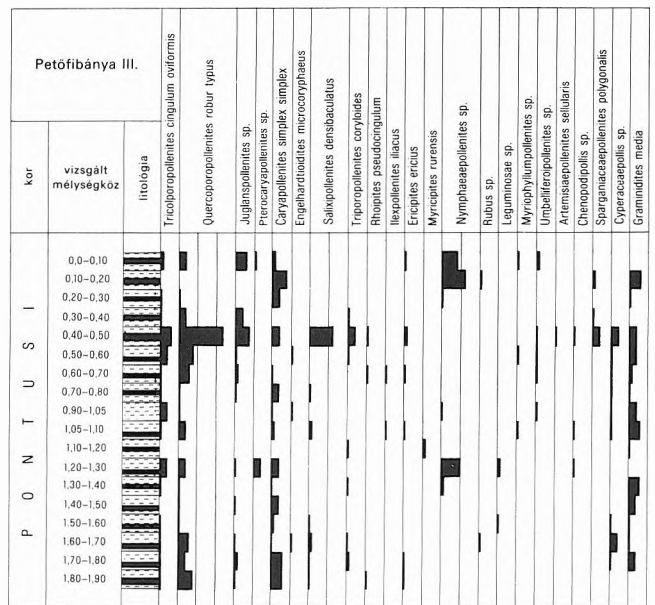 Petőfibánya III.
kor
vizsgált
mélységköz
litológia
Tricolporopollenites cingulum oviformis
Quercoporopollenites robur typus
Juglanspollenites sp.
Pterocaryapollenites sp.
Caryapollenites simplex simplex
Engelhardtioidites microcoryphaeus
Salixipollenites densibaculatus
Triporopollenites coryloides
Rhoipites pseudocingulum
Ilexpollenites iliacus
Ericipites ericius
Myricipites rurensis
Nymphaeaepollenites sp.
Rubus sp.
Leguminosae sp.
Myriophyllumpollenites sp.
Umbelliferoipollenites sp.
Artemisiaepollenites sellularis
Chenopodipollis sp.
Sparganiaceaepollenites polygonalis
Cyperaceaepollis sp.
Graminidites media
PONTUSI
0,0–0,10
0,10–0,20
0.20–0,30
0,30–0,40
0,40–0,50
0,50–0,60
0,60–0,70
0,70–0,80
0,90–1,05
1,05–1,10
1,10–1,20
1,20–1,30
1,30–1,40
1,40–1,50
1.50–1.60
1,60–1,70
1,70–1,80
1,80–1,90